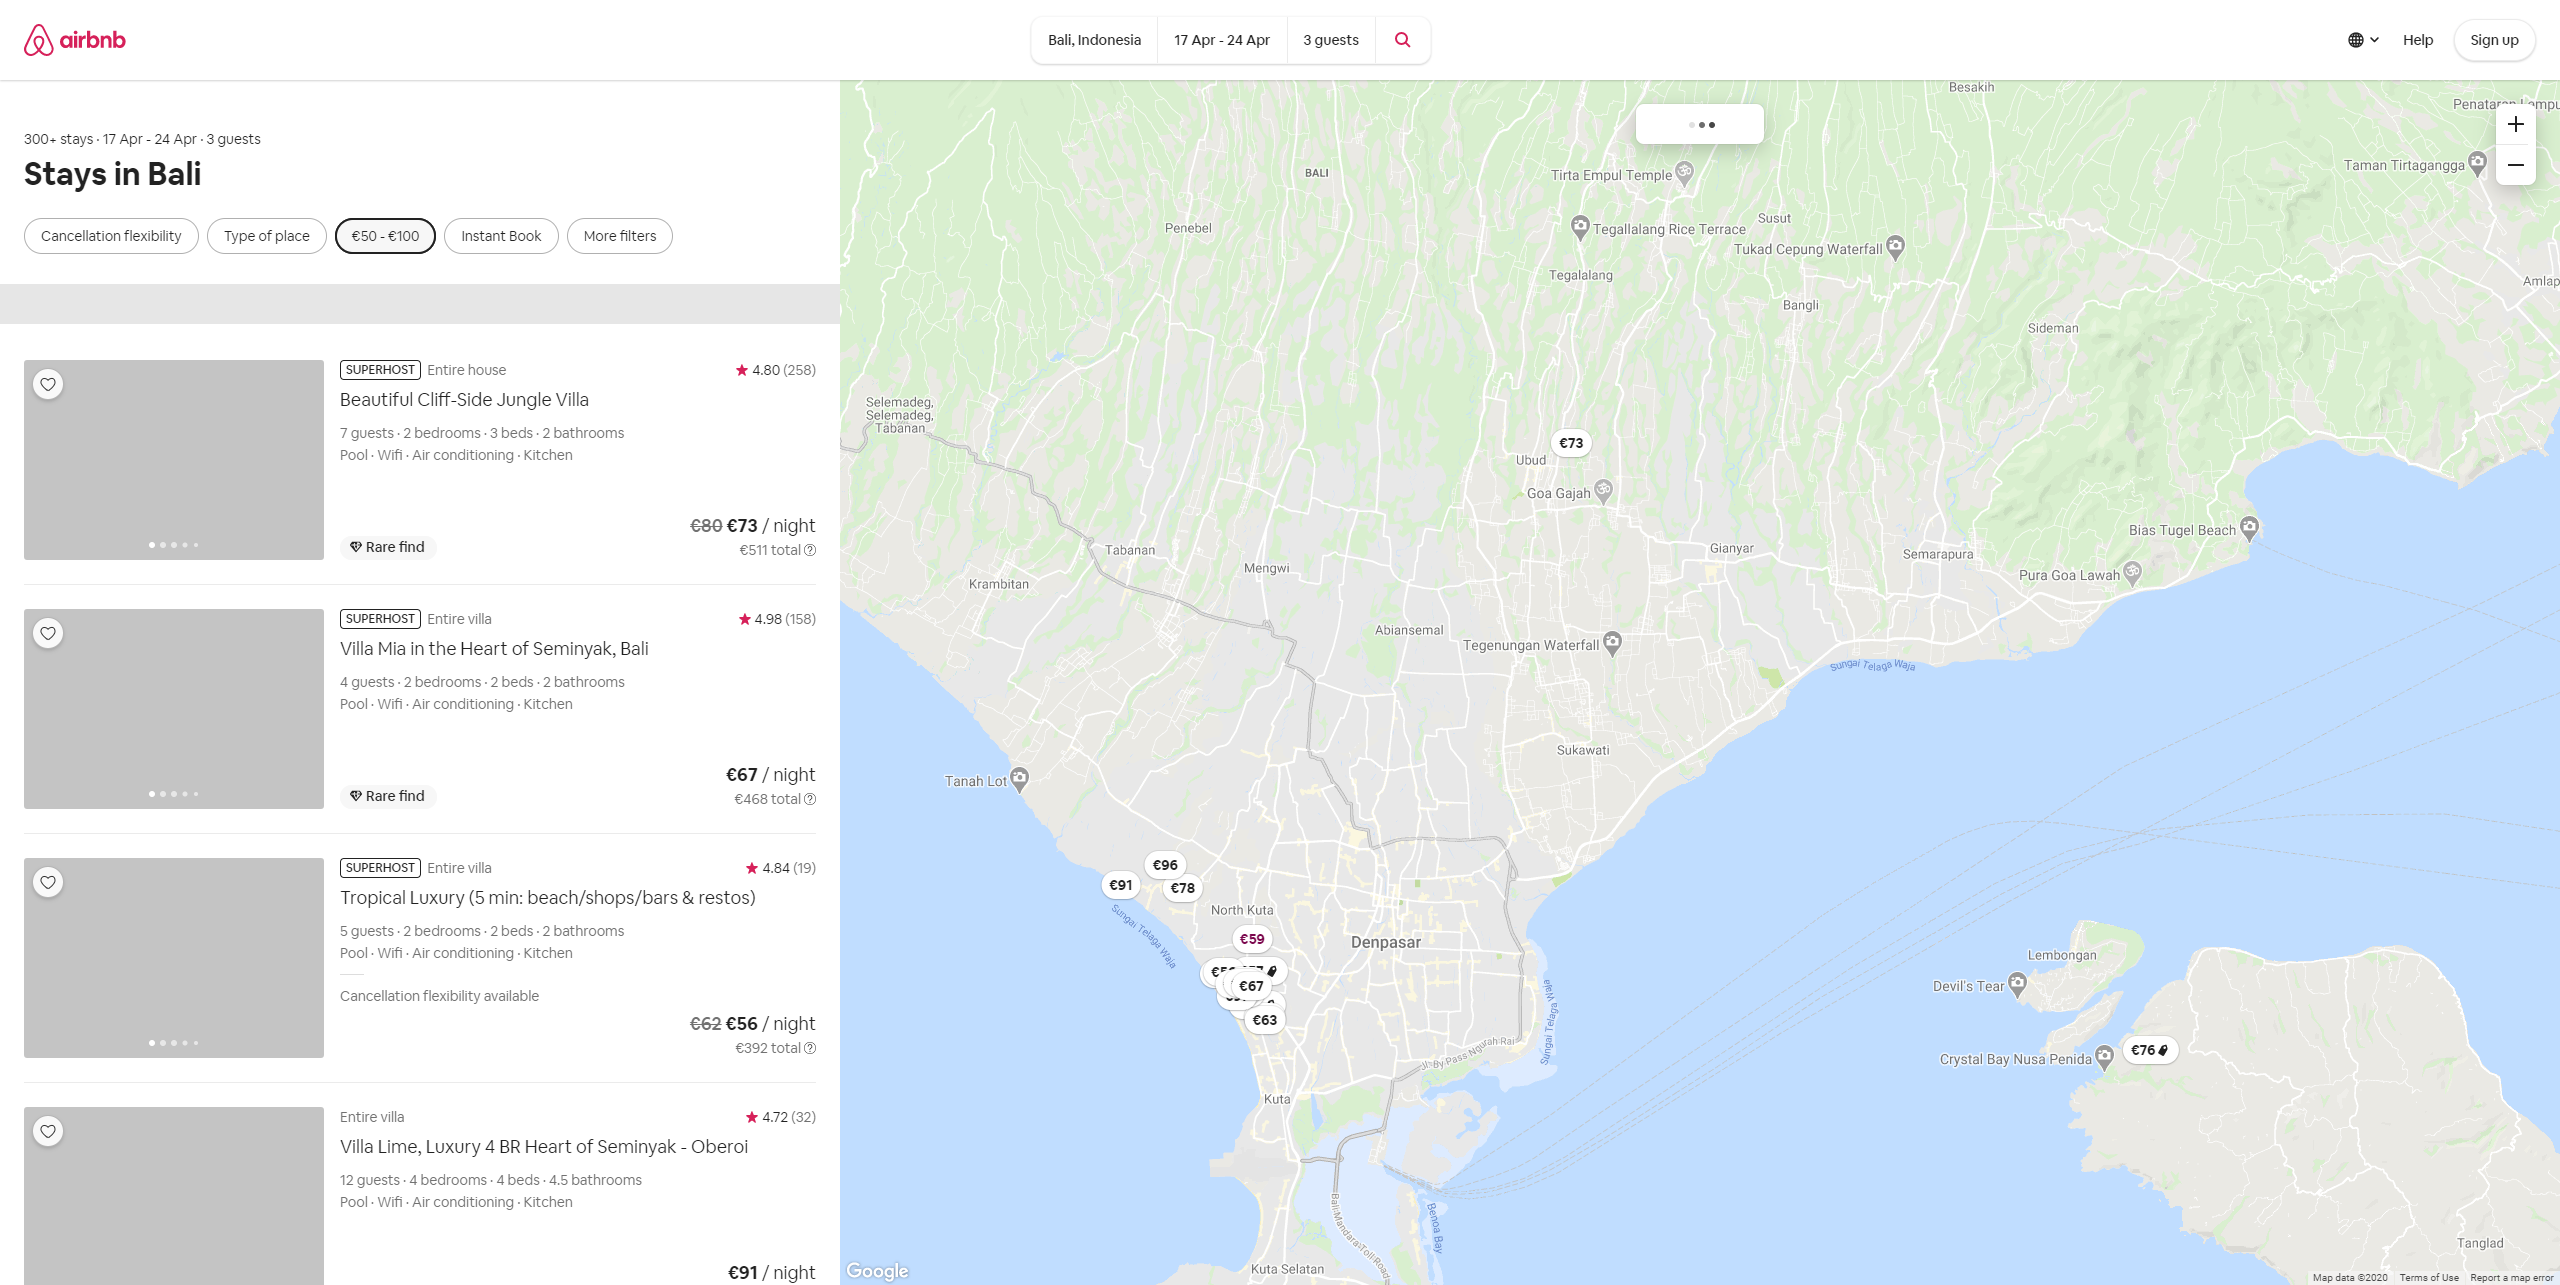 airbnb
Bali, Indonesia
17 Apr - 24 Apr
3 guests
Help
Sign up
300+ stays · 17 Apr - 24 Apr · 3 guests
Stays in Bali
Cancellation flexibility
Type of place
€50 - €100
Instant Book
More filters
SUPERHOST Entire house
4.80 (258)
Beautiful Cliff-Side Jungle Villa
7 guests · 2 bedrooms · 3 beds · 2 bathrooms
Pool · Wifi · Air conditioning · Kitchen
€80 €73 / night
Rare find
€511 total
SUPERHOST Entire villa
4.98 (158)
Villa Mia in the Heart of Seminyak, Bali
4 guests · 2 bedrooms · 2 beds · 2 bathrooms
Pool · Wifi · Air conditioning · Kitchen
€67 / night
Rare find
€468 total
SUPERHOST Entire villa
4.84 (19)
Tropical Luxury (5 min: beach/shops/bars & restos)
5 guests · 2 bedrooms · 2 beds · 2 bathrooms
Pool · Wifi · Air conditioning · Kitchen
Cancellation flexibility available
€62 €56 / night
€392 total
Entire villa
4.72 (32)
Villa Lime, Luxury 4 BR Heart of Seminyak - Oberoi
12 guests · 4 bedrooms · 4 beds · 4.5 bathrooms
Pool · Wifi · Air conditioning · Kitchen
€91 / night
Besakih
Penataran
BALI
Tirta Empul Temple
Taman Tirtagangga
Penebel
Susut
Tegallalang Rice Terrace
Tukad Cepung Waterfall
Tegalalang
Amlap
Bangli
Sideman
Selemadeg,
Selemadeg,
Tabanan
€73
Ubud
Goa Gajah
Bias Tugel Beach
Tabanan
Gianyar
Semarapura
Mengwi
Krambitan
Pura Goa Lawah
Abiansemal
Tegenungan Waterfall
Sungai Telaga Waja
Sukawati
Tanah Lot
€96
€91
€78
North Kuta
Sungai Telaga Waja
€59
Denpasar
Lembongan
€67
Devil's Tear
Sungai Telaga Waja
€63
Jl. By Pass Ngurah Rai
€76
Crystal Bay Nusa Penida
Kuta
Bali Mandara Toll Road
Benoa Bay
Tanglad
Kuta Selatan
Google
Map data ©2020
Terms of Use
Report a map error